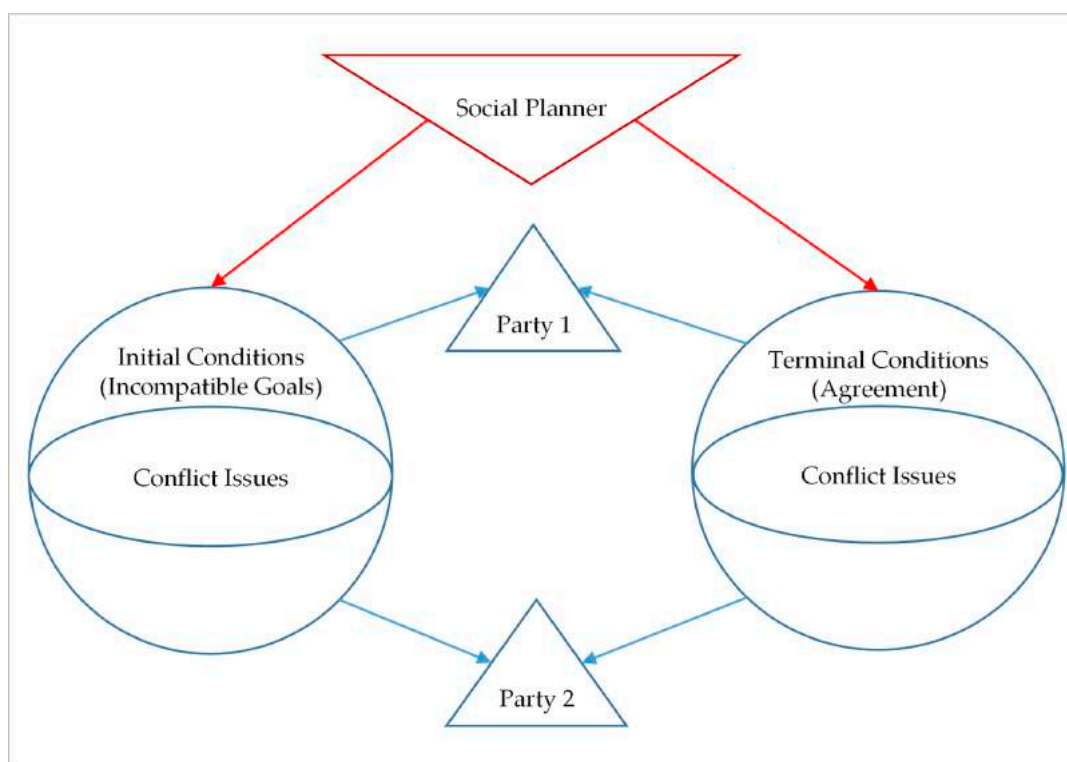 Social Planner
Party 1
Initial Conditions
(Incompatible Goals)
Terminal Conditions
(Agreement)
Conflict Issues
Conflict Issues
Party 2